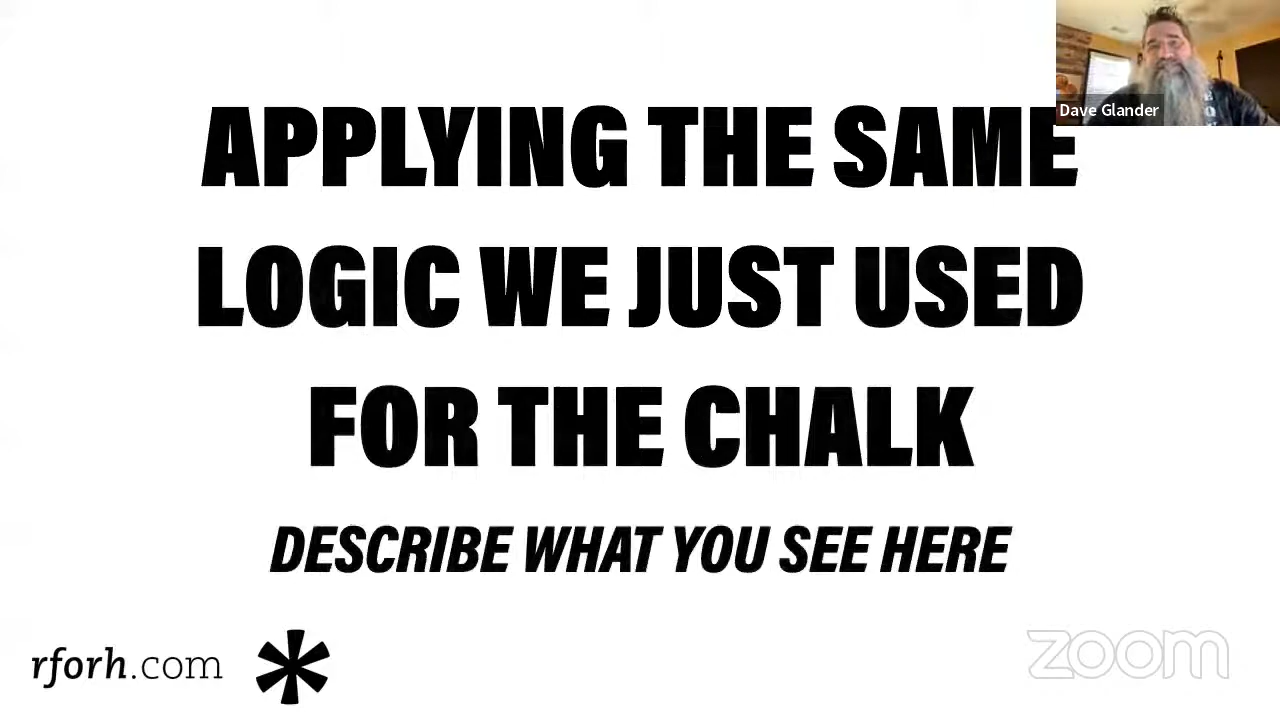 Dave Glander
APPLYING THE SAME
LOGIC WE JUST USED
FOR THE CHALK
DESCRIBE WHAT YOU SEE HERE
rforh.com
zoom